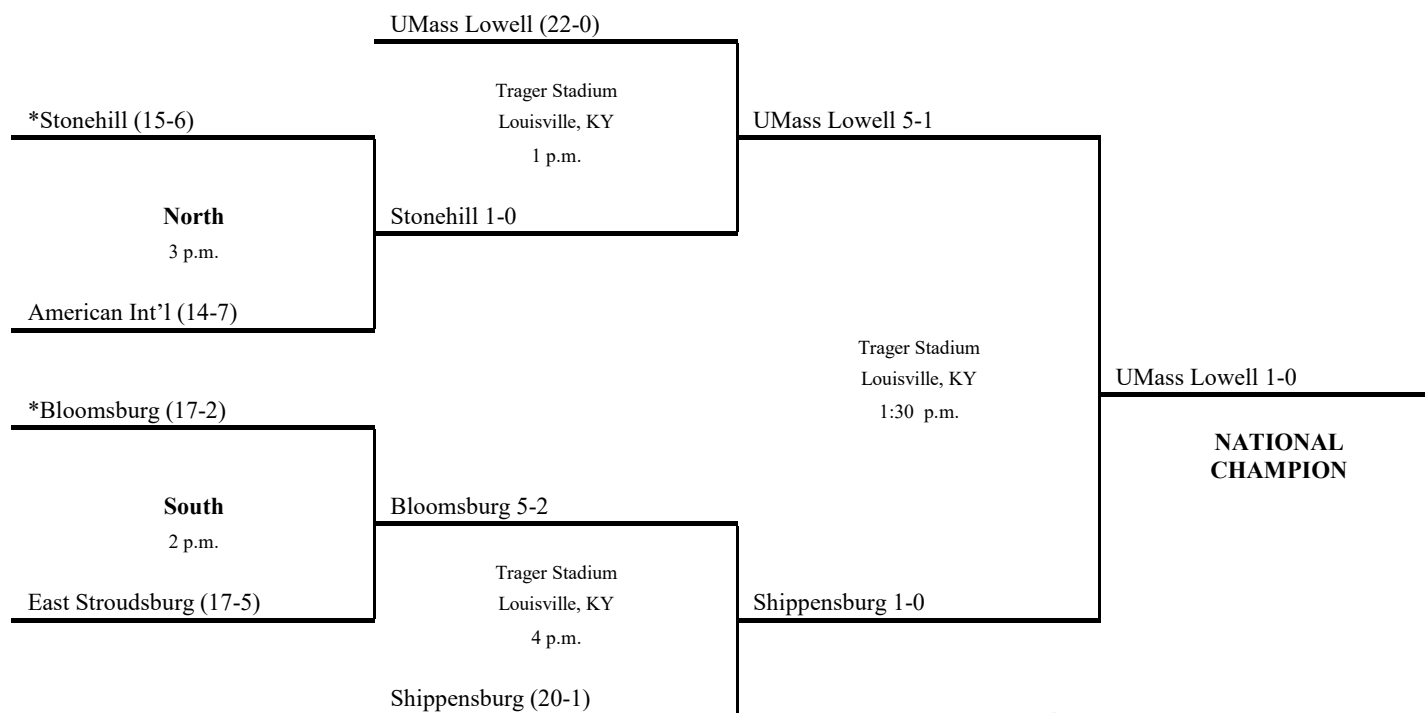 UMass Lowell (22-0)
Trager Stadium
Louisville, KY
1 p.m.
*Stonehill (15-6)
UMass Lowell 5-1
North
3 p.m.
Stonehill 1-0
American Int’l (14-7)
Trager Stadium
Louisville, KY
1:30 p.m.
UMass Lowell 1-0
NATIONAL
CHAMPION
*Bloomsburg (17-2)
South
2 p.m.
Bloomsburg 5-2
East Stroudsburg (17-5)
Trager Stadium
Louisville, KY
4 p.m.
Shippensburg 1-0
Shippensburg (20-1)